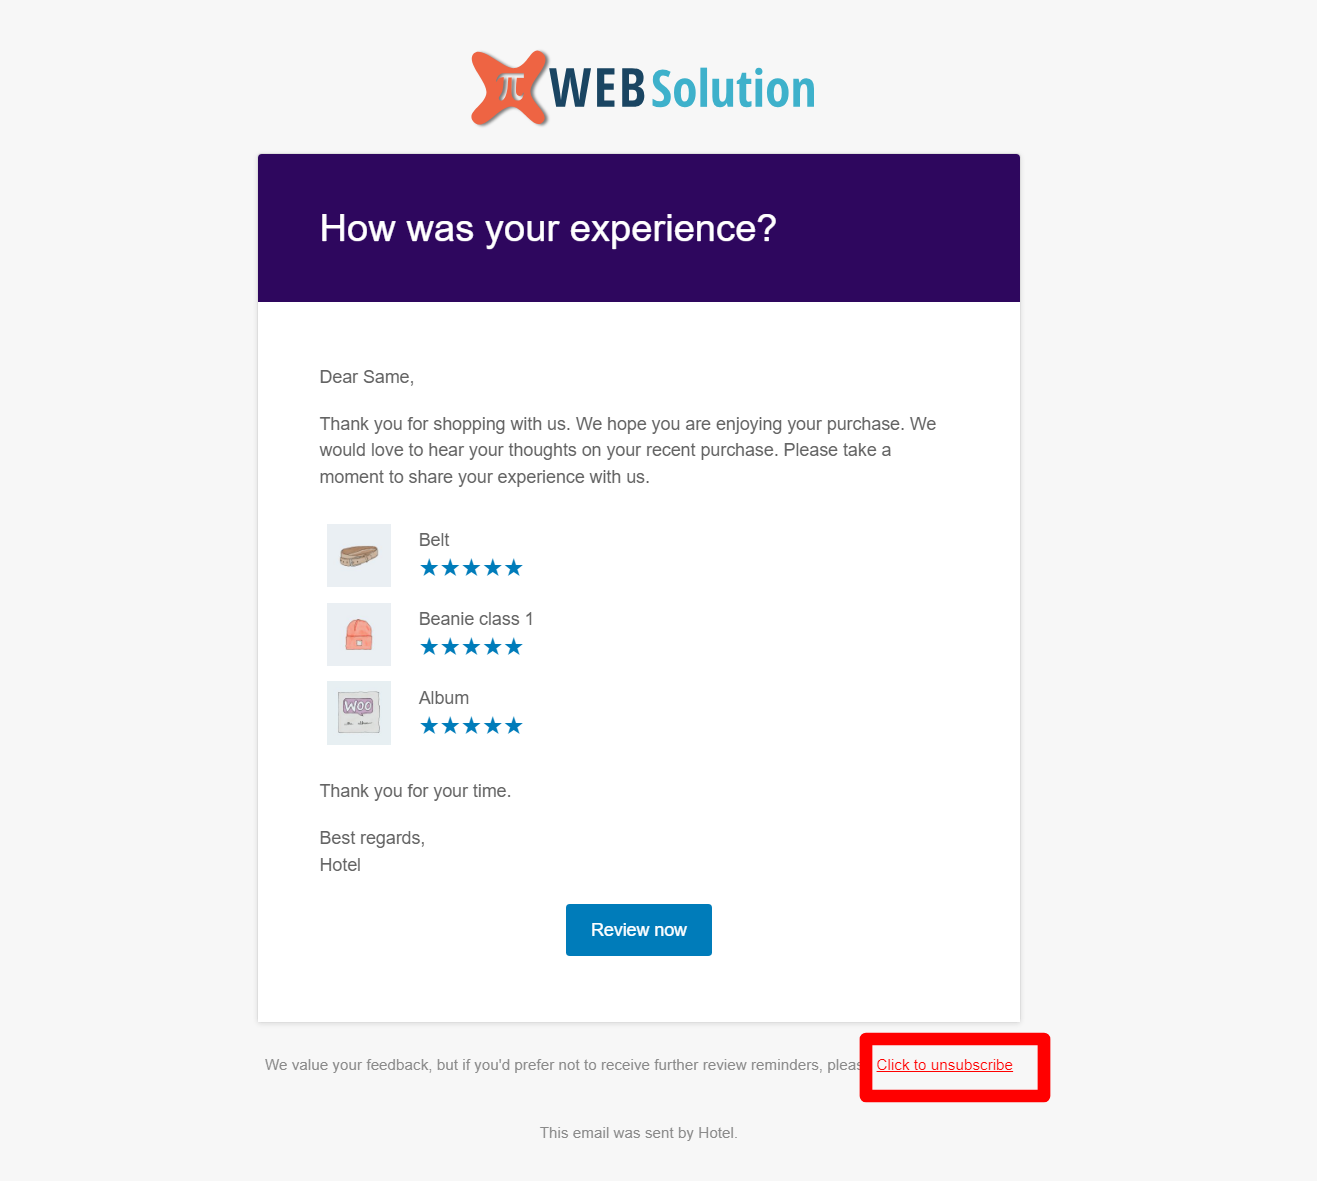 π WEB Solution
How was your experience?
Dear Same,
Thank you for shopping with us. We hope you are enjoying your purchase. We
would love to hear your thoughts on your recent purchase. Please take a
moment to share your experience with us.
Belt
★★★★★
Beanie class 1
★★★★★
WOO
Album
★★★★★
Thank you for your time.
Best regards,
Hotel
Review now
We value your feedback, but if you'd prefer not to receive further review reminders, pleas Click to unsubscribe
This email was sent by Hotel.